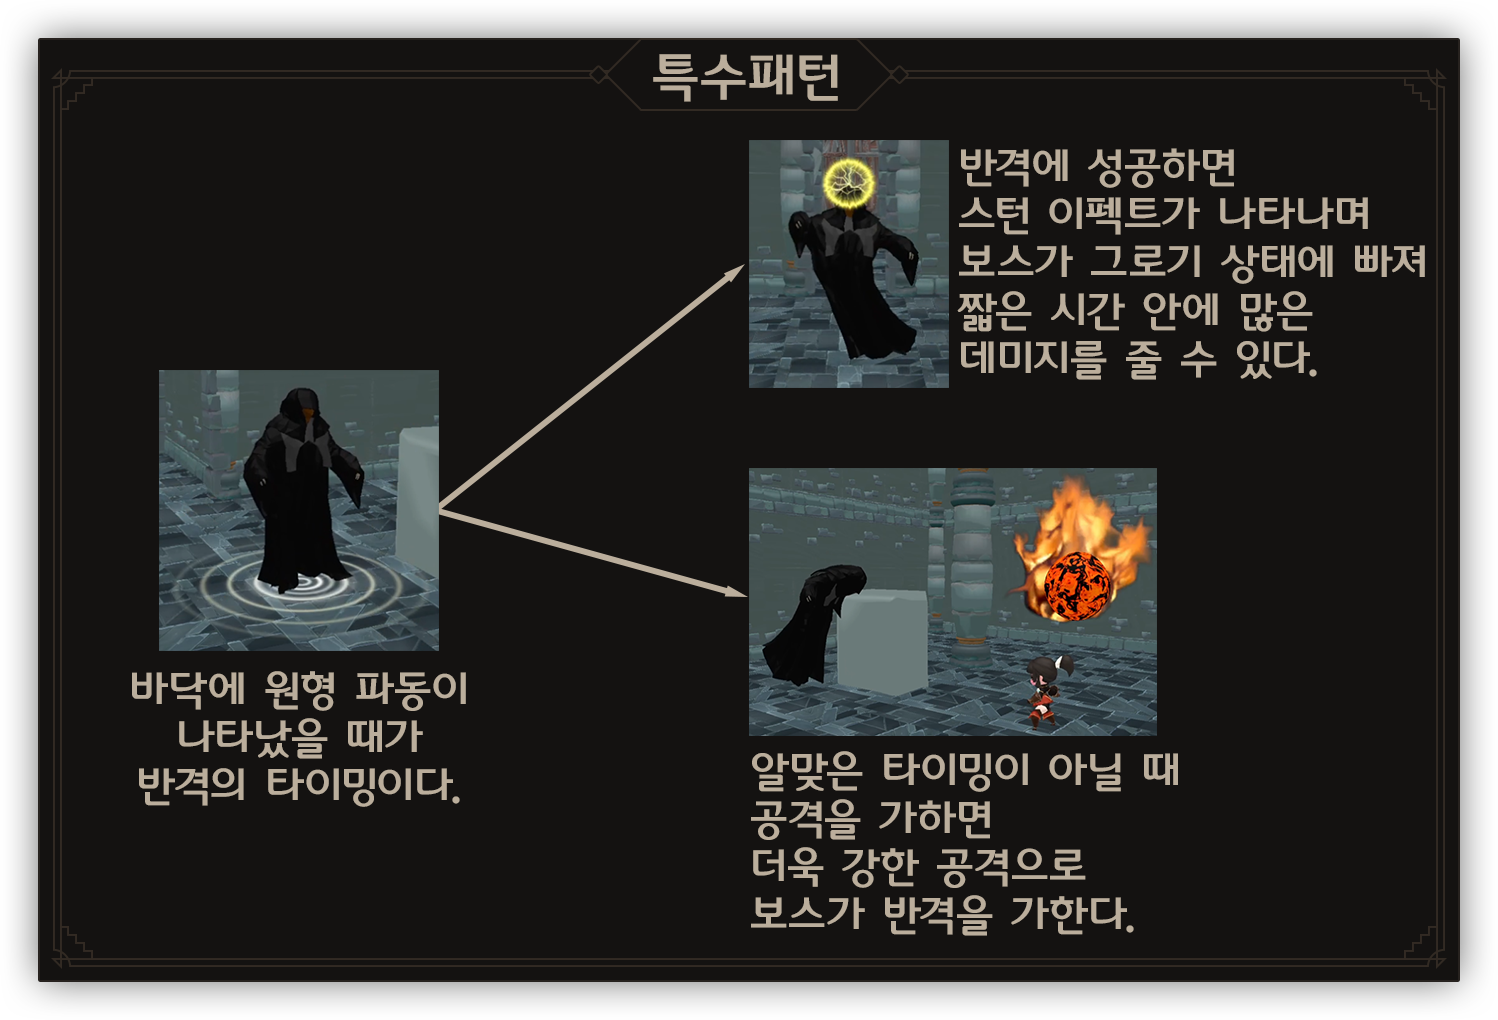 특수패턴
반격에 성공하면
스턴 이펙트가 나타나며
보스가 그로기 상태에 빠져
짧은 시간 안에 많은
데미지를 줄 수 있다.
바닥에 원형 파동이
나타났을 때가
반격의 타이밍이다.
알맞은 타이밍이 아닐 때
공격을 가하면
더욱 강한 공격으로
보스가 반격을 가한다.